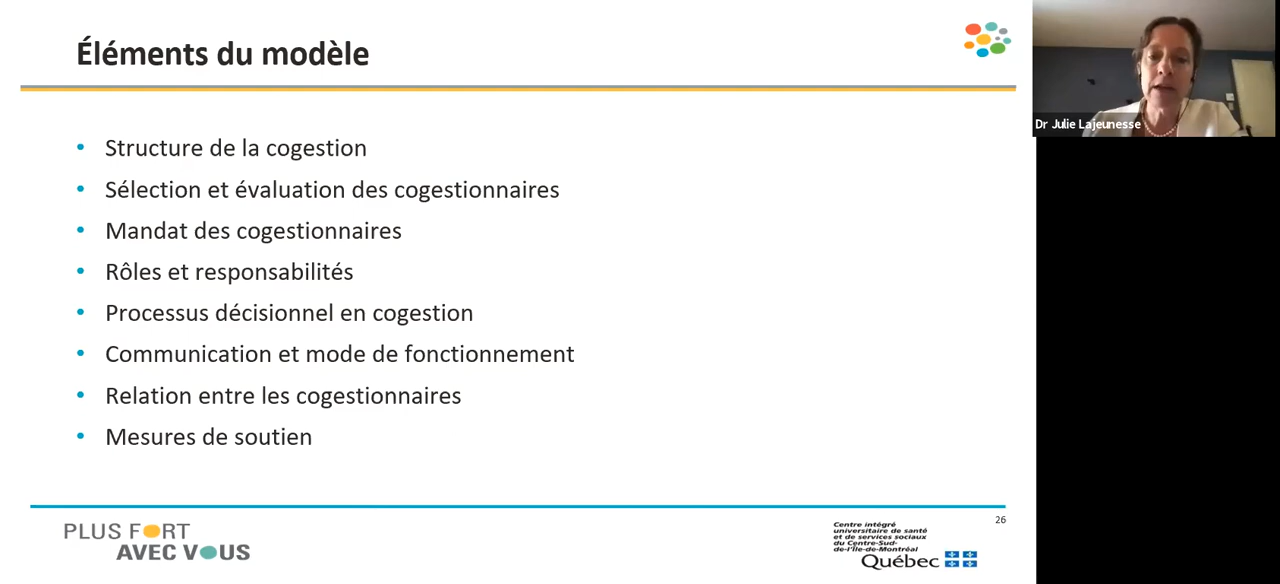 Éléments du modèle
Dr Julie Lajeunesse
• Structure de la cogestion
• Sélection et évaluation des cogestionnaires
• Mandat des cogestionnaires
• Rôles et responsabilités
• Processus décisionnel en cogestion
• Communication et mode de fonctionnement
• Relation entre les cogestionnaires
• Mesures de soutien
26
PLUS FORT
AVEC VOUS
Centre intégré
universitaire de santé
et de services sociaux
du Centre-Sud-
de-l'Île-de-Montréal
Québec